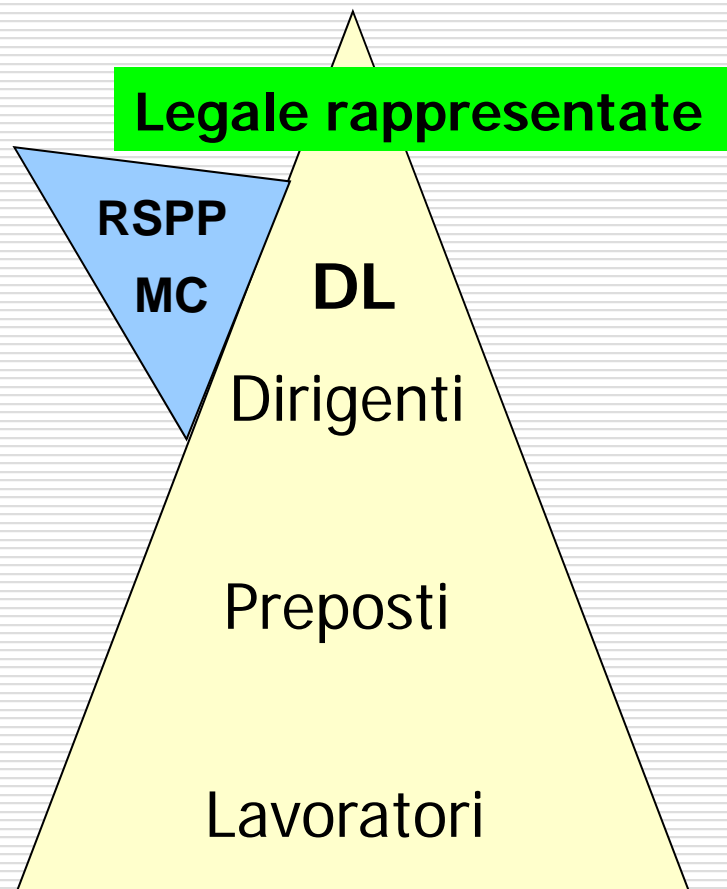 Legale rappresentate
RSPP
MC
DL
Dirigenti
Preposti
Lavoratori